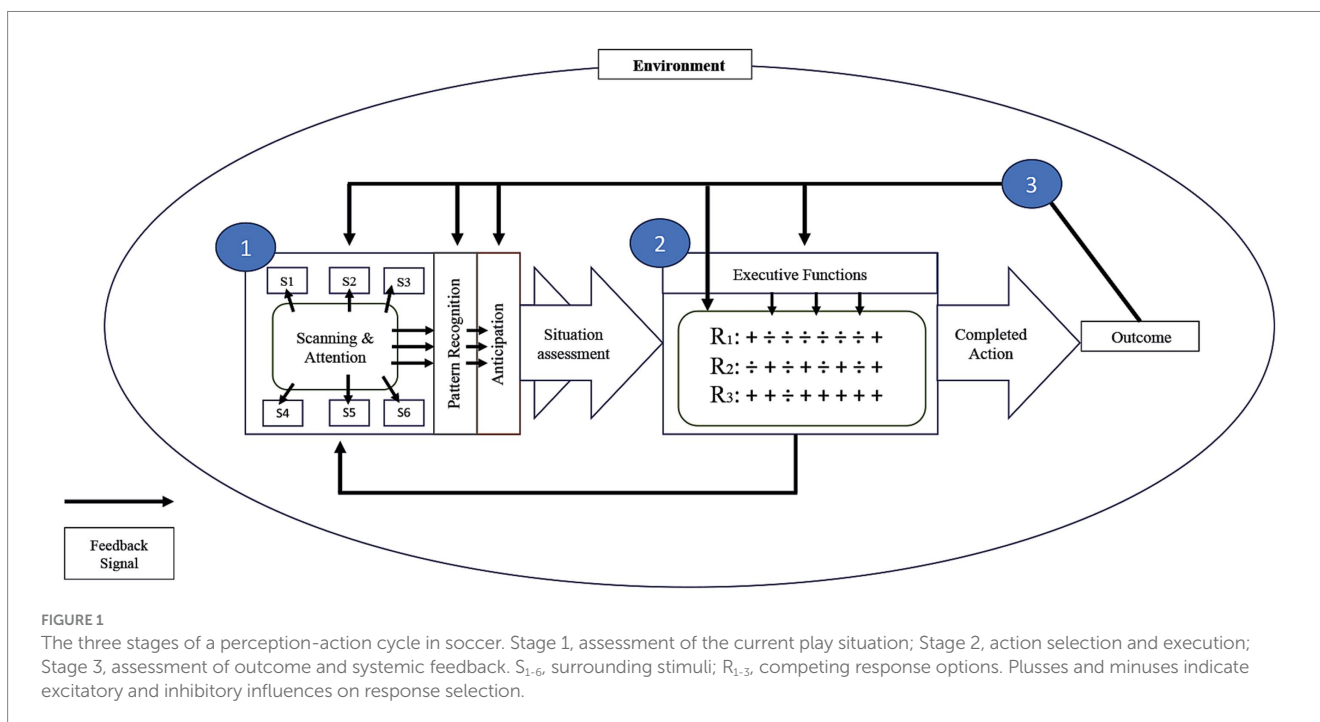 Environment
3
1
2
S1
S2
S3
Scanning &
Attention
S4
S5
S6
Pattern Recognition
Anticipation
Situation
assessment
Executive Functions
R₁: + ÷ ÷ ÷ ÷ ÷ ÷ +
R₂: ÷ + ÷ + ÷ + ÷ +
R₃: + + ÷ + + + + +
Completed
Action
Outcome
Feedback
Signal
FIGURE 1
The three stages of a perception-action cycle in soccer. Stage 1, assessment of the current play situation; Stage 2, action selection and execution;
Stage 3, assessment of outcome and systemic feedback. S₁₋₆, surrounding stimuli; R₁₋₃, competing response options. Plusses and minuses indicate
excitatory and inhibitory influences on response selection.